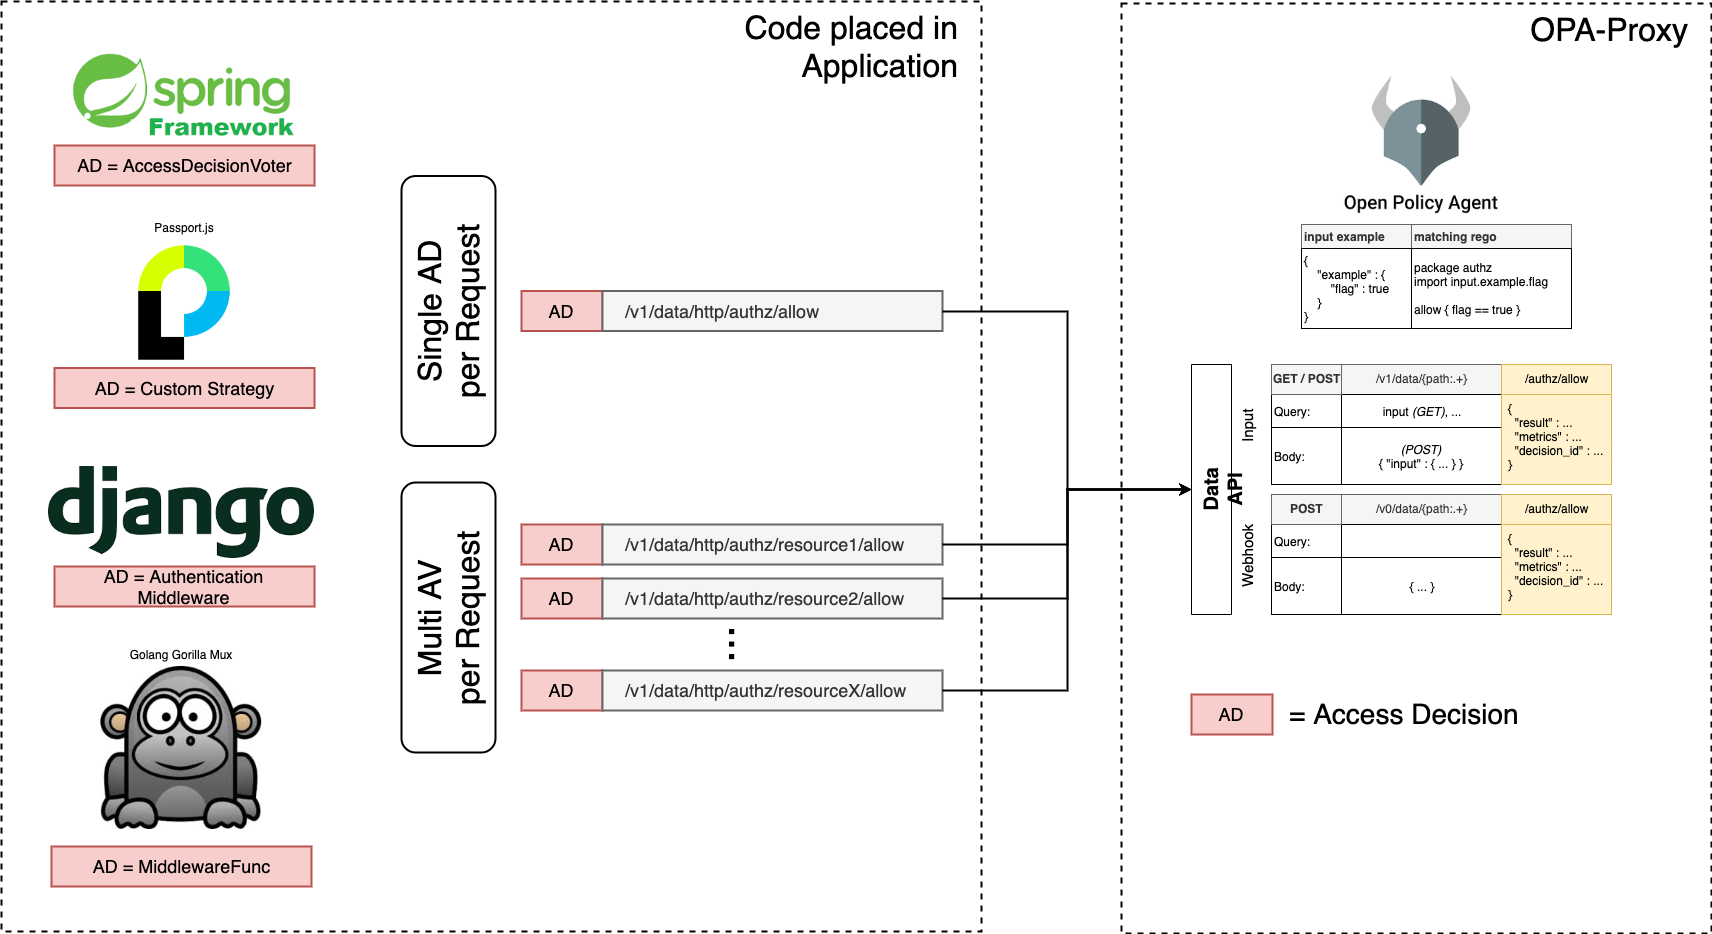 Code placed in
Application
spring
Framework
AD = AccessDecisionVoter
Passport.js
AD = Custom Strategy
django
AD = Authentication
Middleware
Golang Gorilla Mux
AD = MiddlewareFunc
Single AD
per Request
AD /v1/data/http/authz/allow
Multi AV
per Request
AD /v1/data/http/authz/resource1/allow
AD /v1/data/http/authz/resource2/allow
⋮
AD /v1/data/http/authz/resourceX/allow
OPA-Proxy
Open Policy Agent
input example matching rego
{
"example" : {
"flag" : true
}
}
package authz
import input.example.flag
allow { flag == true }
Data
API
Input
GET / POST /v1/data/{path:.+} /authz/allow
Query: input (GET), ...
Body: (POST)
{ "input" : { ... } }
{
"result" : ...
"metrics" : ...
"decision_id" : ...
}
Webhook
POST /v0/data/{path:.+} /authz/allow
Query:
Body: { ... }
{
"result" : ...
"metrics" : ...
"decision_id" : ...
}
AD = Access Decision